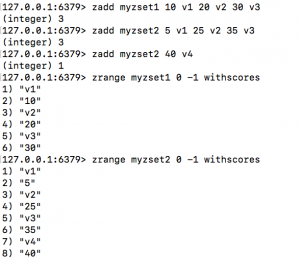 127.0.0.1:6379> zadd myzset1 10 v1 20 v2 30 v3
(integer) 3
127.0.0.1:6379> zadd myzset2 5 v1 25 v2 35 v3
(integer) 3
127.0.0.1:6379> zadd myzset2 40 v4
(integer) 1
127.0.0.1:6379> zrange myzset1 0 -1 withscores
1) "v1"
2) "10"
3) "v2"
4) "20"
5) "v3"
6) "30"
127.0.0.1:6379> zrange myzset2 0 -1 withscores
1) "v1"
2) "5"
3) "v2"
4) "25"
5) "v3"
6) "35"
7) "v4"
8) "40"